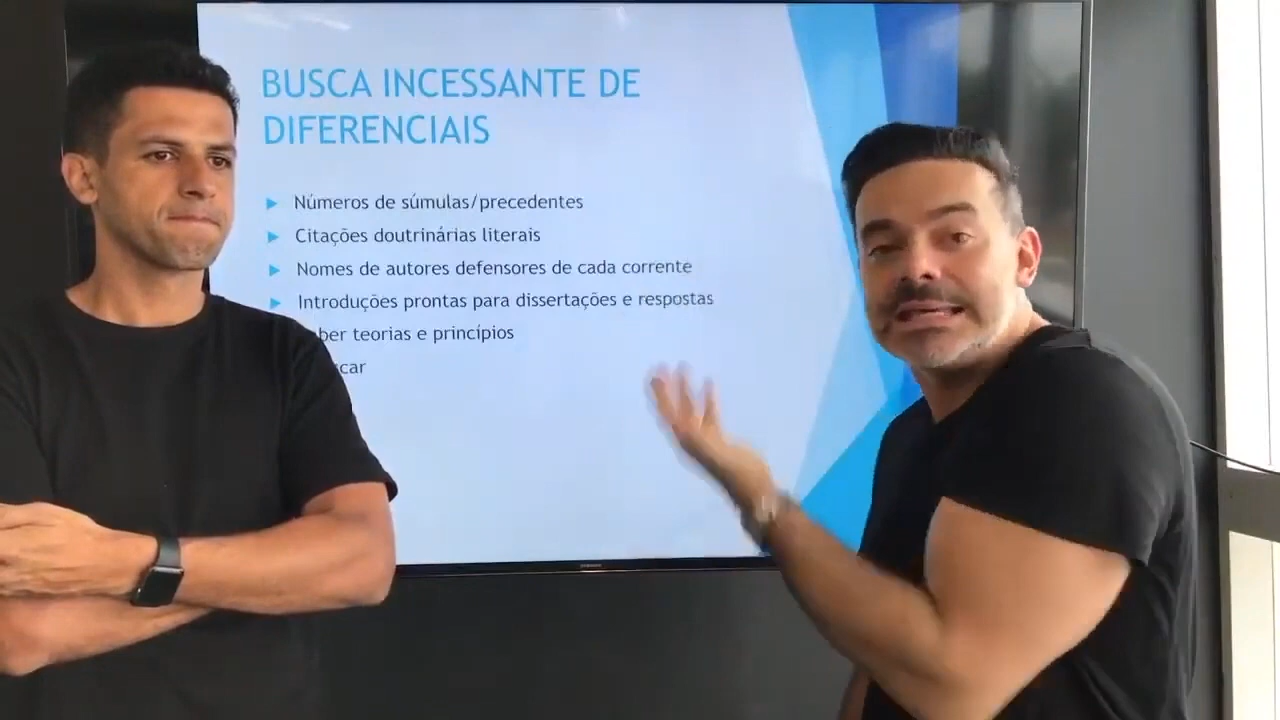 BUSCA INCESSANTE DE
DIFERENCIAIS
Números de súmulas/precedentes
Citações doutrinárias literais
Nomes de autores defensores de cada corrente
Introduções prontas para dissertações e respostas
teorias e princípios